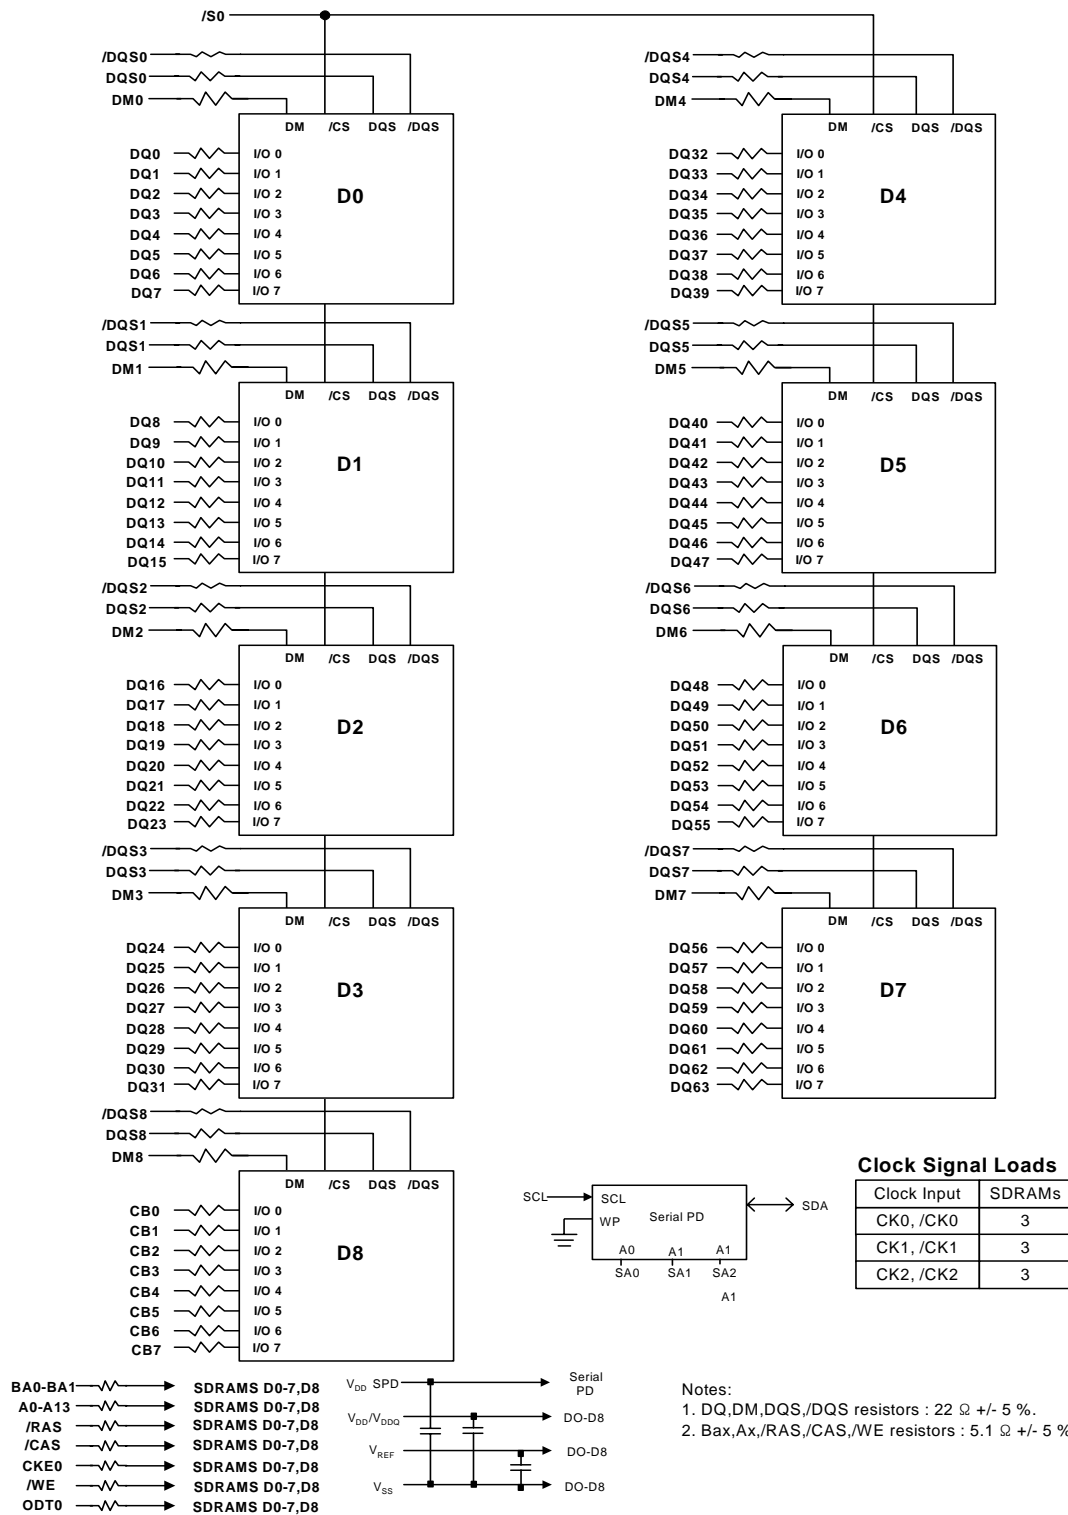 /S0
/DQS0
DQS0
DM0
DM /CS DQS /DQS
DQ0 I/O 0
DQ1 I/O 1
DQ2 I/O 2
DQ3 I/O 3
DQ4 I/O 4
DQ5 I/O 5
DQ6 I/O 6
DQ7 I/O 7
D0
/DQS1
DQS1
DM1
DM /CS DQS /DQS
DQ8 I/O 0
DQ9 I/O 1
DQ10 I/O 2
DQ11 I/O 3
DQ12 I/O 4
DQ13 I/O 5
DQ14 I/O 6
DQ15 I/O 7
D1
/DQS2
DQS2
DM2
DM /CS DQS /DQS
DQ16 I/O 0
DQ17 I/O 1
DQ18 I/O 2
DQ19 I/O 3
DQ20 I/O 4
DQ21 I/O 5
DQ22 I/O 6
DQ23 I/O 7
D2
/DQS3
DQS3
DM3
DM /CS DQS /DQS
DQ24 I/O 0
DQ25 I/O 1
DQ26 I/O 2
DQ27 I/O 3
DQ28 I/O 4
DQ29 I/O 5
DQ30 I/O 6
DQ31 I/O 7
D3
/DQS8
DQS8
DM8
DM /CS DQS /DQS
CB0 I/O 0
CB1 I/O 1
CB2 I/O 2
CB3 I/O 3
CB4 I/O 4
CB5 I/O 5
CB6 I/O 6
CB7 I/O 7
D8
/DQS4
DQS4
DM4
DM /CS DQS /DQS
DQ32 I/O 0
DQ33 I/O 1
DQ34 I/O 2
DQ35 I/O 3
DQ36 I/O 4
DQ37 I/O 5
DQ38 I/O 6
DQ39 I/O 7
D4
/DQS5
DQS5
DM5
DM /CS DQS /DQS
DQ40 I/O 0
DQ41 I/O 1
DQ42 I/O 2
DQ43 I/O 3
DQ44 I/O 4
DQ45 I/O 5
DQ46 I/O 6
DQ47 I/O 7
D5
/DQS6
DQS6
DM6
DM /CS DQS /DQS
DQ48 I/O 0
DQ49 I/O 1
DQ50 I/O 2
DQ51 I/O 3
DQ52 I/O 4
DQ53 I/O 5
DQ54 I/O 6
DQ55 I/O 7
D6
/DQS7
DQS7
DM7
DM /CS DQS /DQS
DQ56 I/O 0
DQ57 I/O 1
DQ58 I/O 2
DQ59 I/O 3
DQ60 I/O 4
DQ61 I/O 5
DQ62 I/O 6
DQ63 I/O 7
D7
SCL SCL Serial PD SDA
WP
A0 A1 A1
SA0 SA1 SA2
A1
Clock Signal Loads
Clock Input SDRAMs
CK0, /CK0 3
CK1, /CK1 3
CK2, /CK2 3
BA0-BA1 SDRAMS D0-7,D8
A0-A13 SDRAMS D0-7,D8
/RAS SDRAMS D0-7,D8
/CAS SDRAMS D0-7,D8
CKE0 SDRAMS D0-7,D8
/WE SDRAMS D0-7,D8
ODT0 SDRAMS D0-7,D8
VDD SPD Serial PD
VDD/VDDQ DO-D8
VREF DO-D8
VSS DO-D8
Notes:
1. DQ,DM,DQS,/DQS resistors : 22 Ω +/- 5 %.
2. Bax,Ax,/RAS,/CAS,/WE resistors : 5.1 Ω +/- 5 %